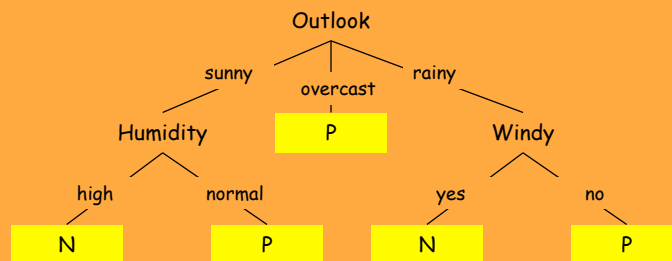 Outlook
sunny
overcast
rainy
Humidity
P
Windy
high
normal
yes
no
N
P
N
P